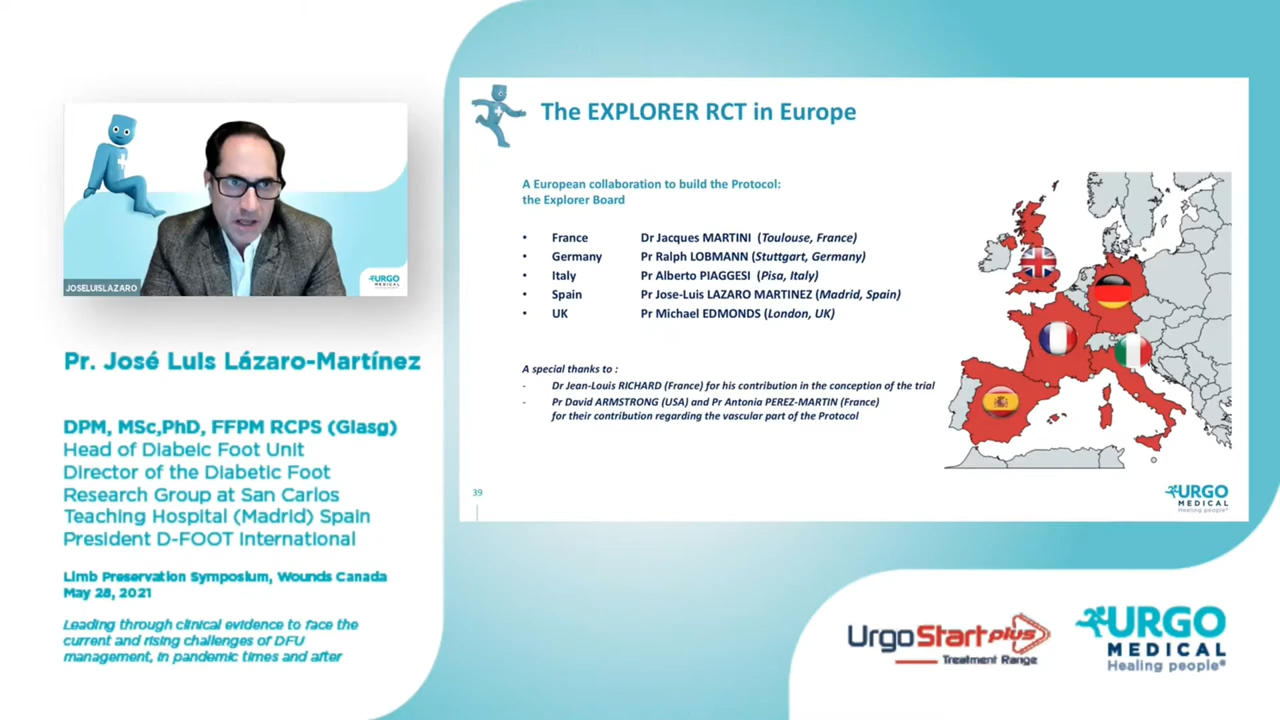 JOSELUISLAZARO
URGO
MEDICAL
Pr. José Luis Lázaro-Martínez
DPM, MSc,PhD, FFPM RCPS (Glasg)
Head of Diabeic Foot Unit
Director of the Diabetic Foot
Research Group at San Carlos
Teaching Hospital (Madrid) Spain
President D-FOOT International
Limb Preservation Symposium, Wounds Canada
May 28, 2021
Leading through clinical evidence to face the
current and rising challenges of DFU
management, in pandemic times and after
The EXPLORER RCT in Europe
A European collaboration to build the Protocol:
the Explorer Board
• France Dr Jacques MARTINI (Toulouse, France)
• Germany Pr Ralph LOBMANN (Stuttgart, Germany)
• Italy Pr Alberto PIAGGESI (Pisa, Italy)
• Spain Pr Jose-Luis LAZARO MARTINEZ (Madrid, Spain)
• UK Pr Michael EDMONDS (London, UK)
A special thanks to :
- Dr Jean-Louis RICHARD (France) for his contribution in the conception of the trial
- Pr David ARMSTRONG (USA) and Pr Antonia PEREZ-MARTIN (France)
for their contribution regarding the vascular part of the Protocol
39
URGO
MEDICAL
Healing people®
UrgoStart plus
Treatment Range
URGO
MEDICAL
Healing people®